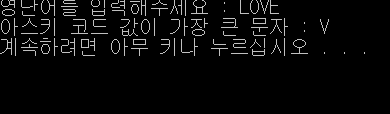 영단어를 입력해주세요 : LOVE
아스키 코드 값이 가장 큰 문자 : V
계속하려면 아무 키나 누르십시오 . . .